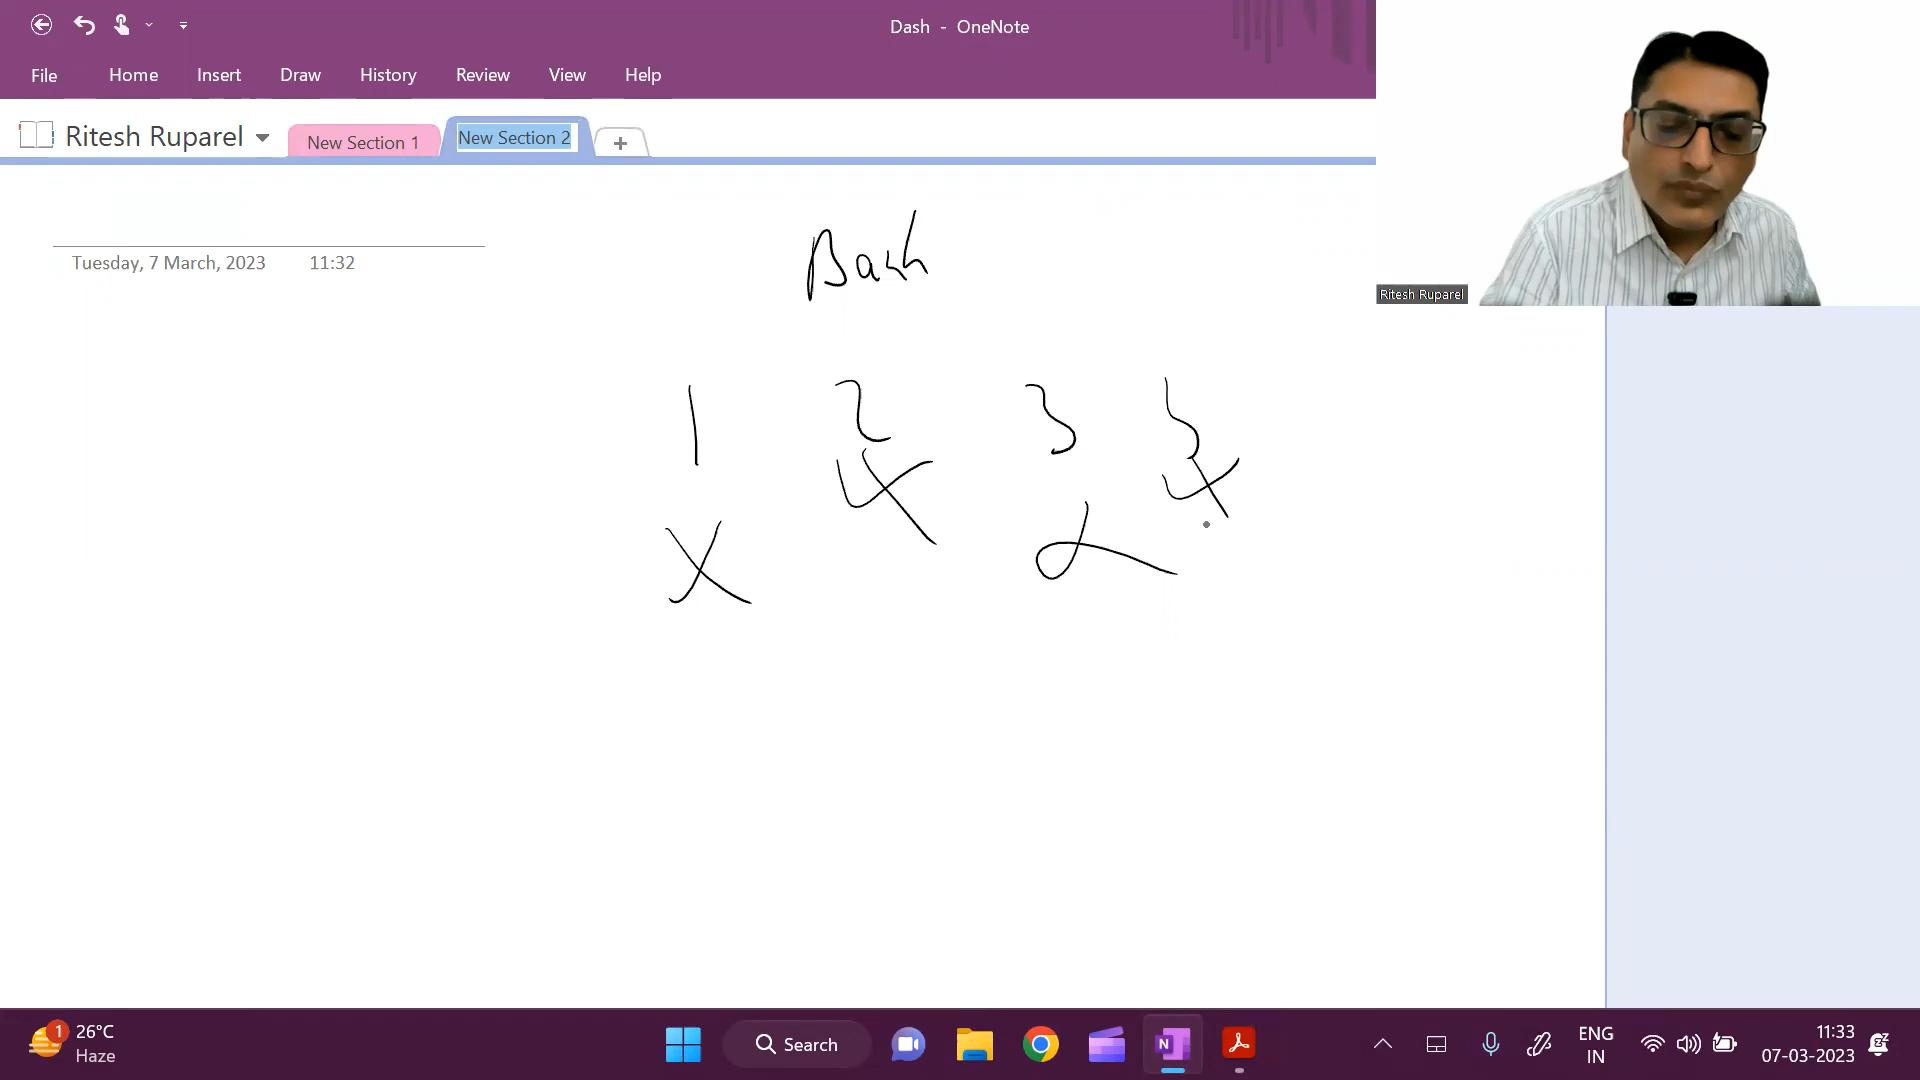 Dash - OneNote
File Home Insert Draw History Review View Help
Ritesh Ruparel New Section 1 New Section 2 +
Tuesday, 7 March, 2023 11:32
Ritesh Ruparel
1 2 3
X
1 26°C
Haze
Search
N
ENG
IN
11:33
07-03-2023